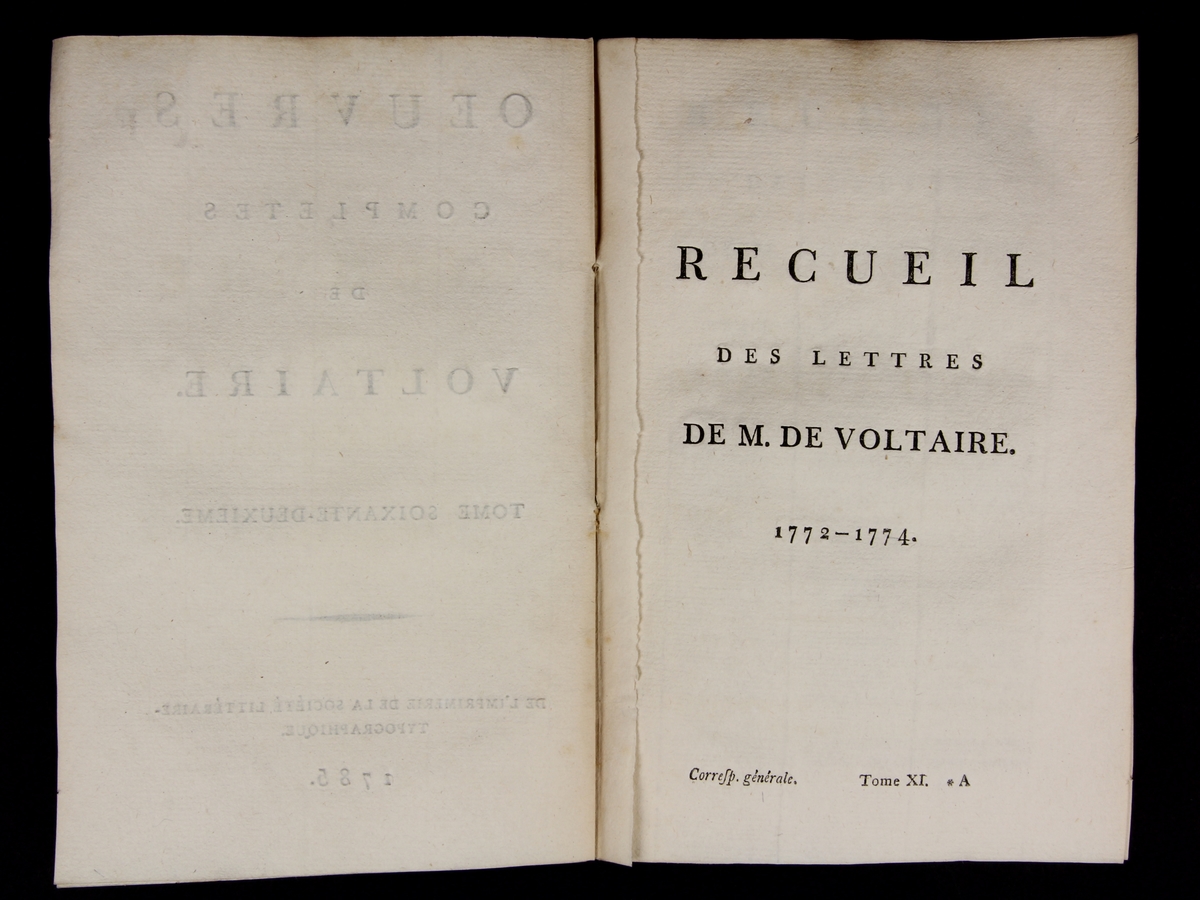 OEUVRES
COMPLETES
DE
VOLTAIRE.
TOME SOIXANTE-DEUXIÈME.
DE L'IMPRIMERIE DE LA SOCIÉTÉ LITTÉRAIRE-
TYPOGRAPHIQUE.
1785.
RECUEIL
DES LETTRES
DE M. DE VOLTAIRE.
1772-1774.
Correſp. générale. Tome XI. * A